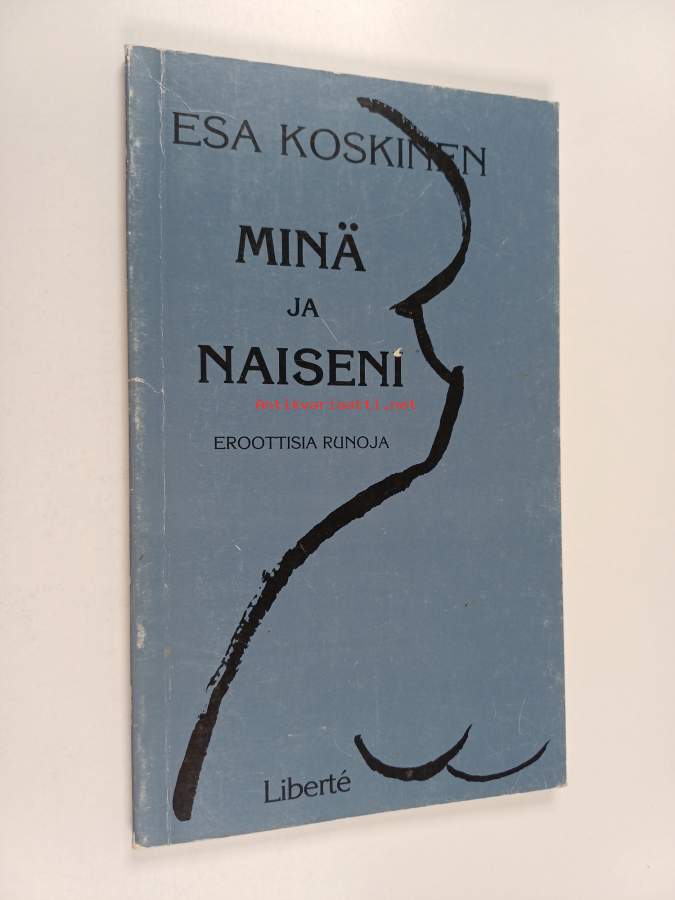 ESA KOSKINEN
MINÄ
JA
NAISENI
Antikvariaatti.net
EROOTTISIA RUNOJA
Liberté